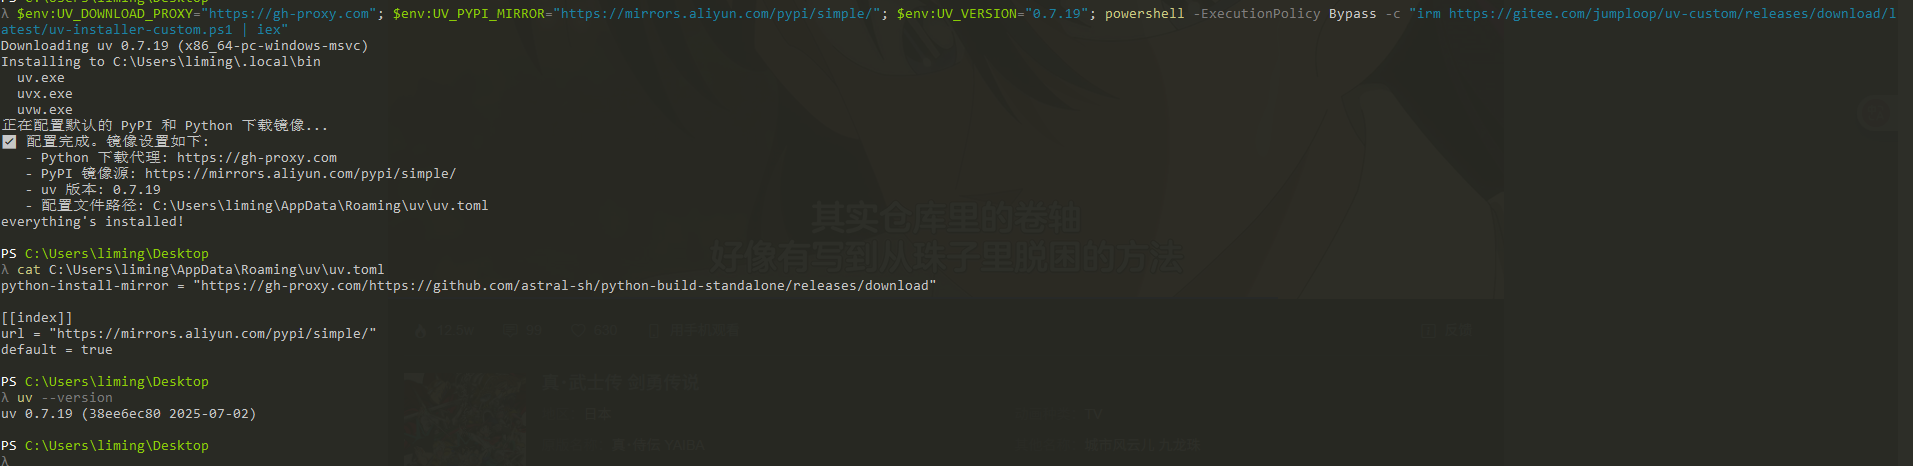 λ $env:UV_DOWNLOAD_PROXY="https://gh-proxy.com"; $env:UV_PYPI_MIRROR="https://mirrors.aliyun.com/pypi/simple/"; $env:UV_VERSION="0.7.19"; powershell -ExecutionPolicy Bypass -c "irm https://gitee.com/jumploop/uv-custom/releases/download/l
atest/uv-installer-custom.ps1 | iex"
Downloading uv 0.7.19 (x86_64-pc-windows-msvc)
Installing to C:\Users\liming\.local\bin
uv.exe
uvx.exe
uvw.exe
正在配置默认的 PyPI 和 Python 下载镜像...
☑ 配置完成。镜像设置如下:
- Python 下载代理: https://gh-proxy.com
- PyPI 镜像源: https://mirrors.aliyun.com/pypi/simple/
- uv 版本: 0.7.19
- 配置文件路径: C:\Users\liming\AppData\Roaming\uv\uv.toml
everything's installed!
其实仓库里的卷轴
好像有写到从珠子里脱困的方法
PS C:\Users\liming\Desktop
λ cat C:\Users\liming\AppData\Roaming\uv\uv.toml
python-install-mirror = "https://gh-proxy.com/https://github.com/astral-sh/python-build-standalone/releases/download"
[[index]]
url = "https://mirrors.aliyun.com/pypi/simple/"
default = true
PS C:\Users\liming\Desktop
λ uv --version
uv 0.7.19 (38ee6ec80 2025-07-02)
PS C:\Users\liming\Desktop
λ